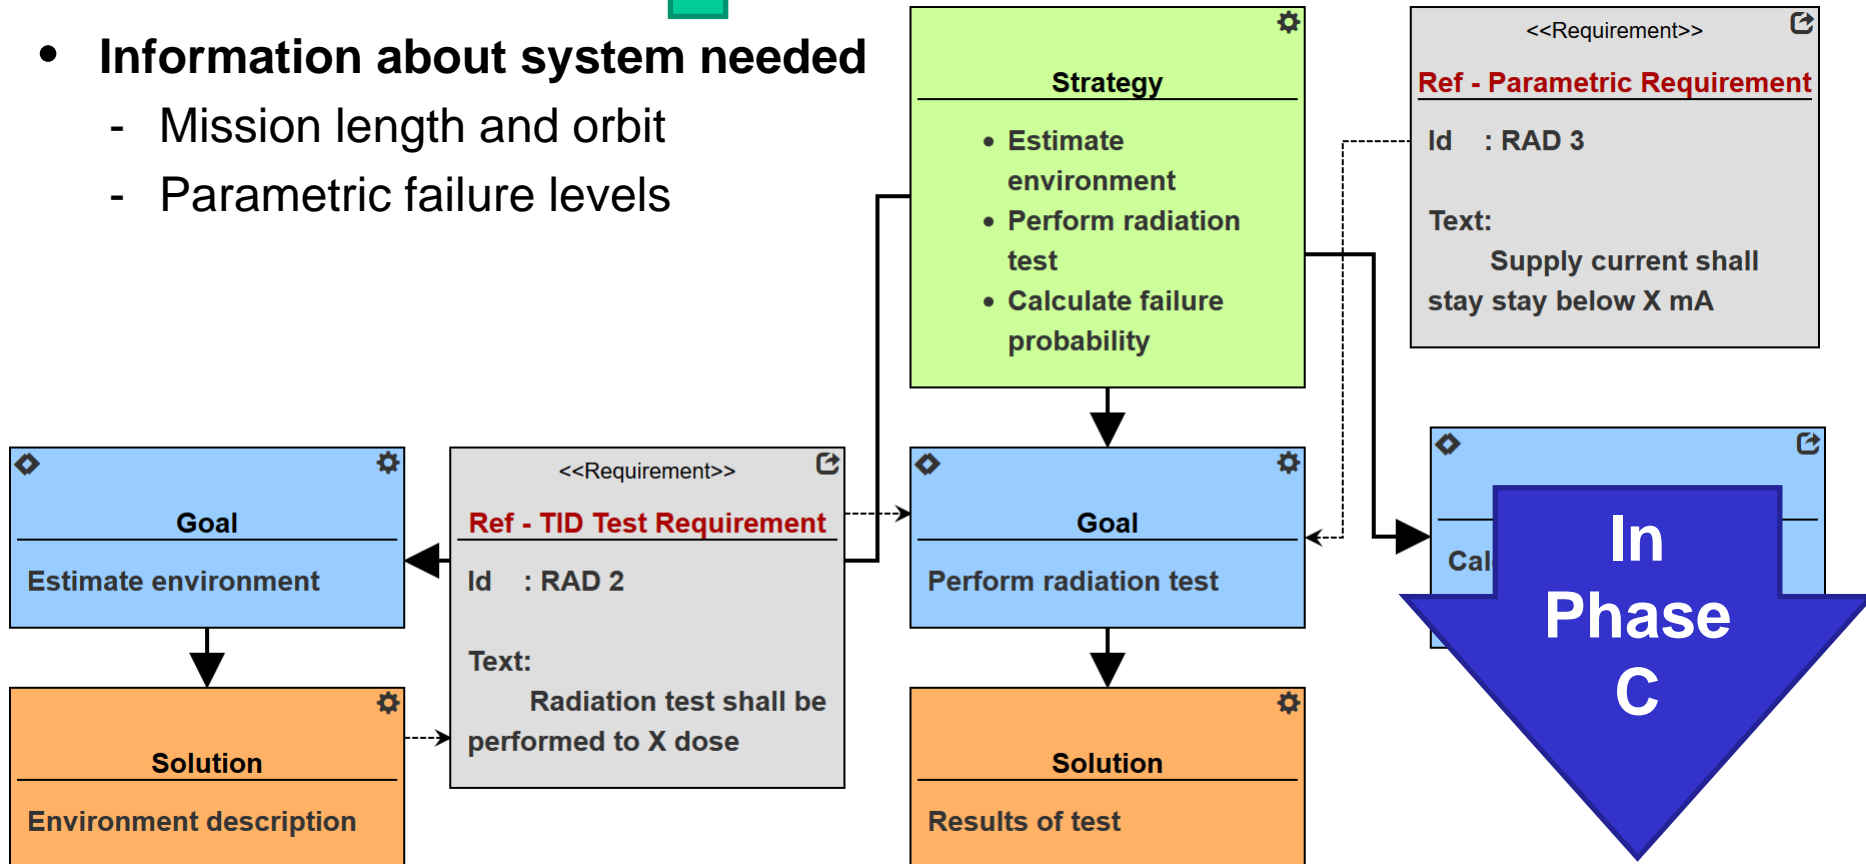 • Information about system needed
- Mission length and orbit
- Parametric failure levels
Strategy
• Estimate
environment
• Perform radiation
test
• Calculate failure
probability
<<Requirement>>
Ref - Parametric Requirement
Id : RAD 3
Text:
Supply current shall
stay stay below X mA
Goal
Estimate environment
<<Requirement>>
Ref - TID Test Requirement
Id : RAD 2
Text:
Radiation test shall be
performed to X dose
Goal
Perform radiation test
In
Phase
C
Solution
Environment description
Solution
Results of test